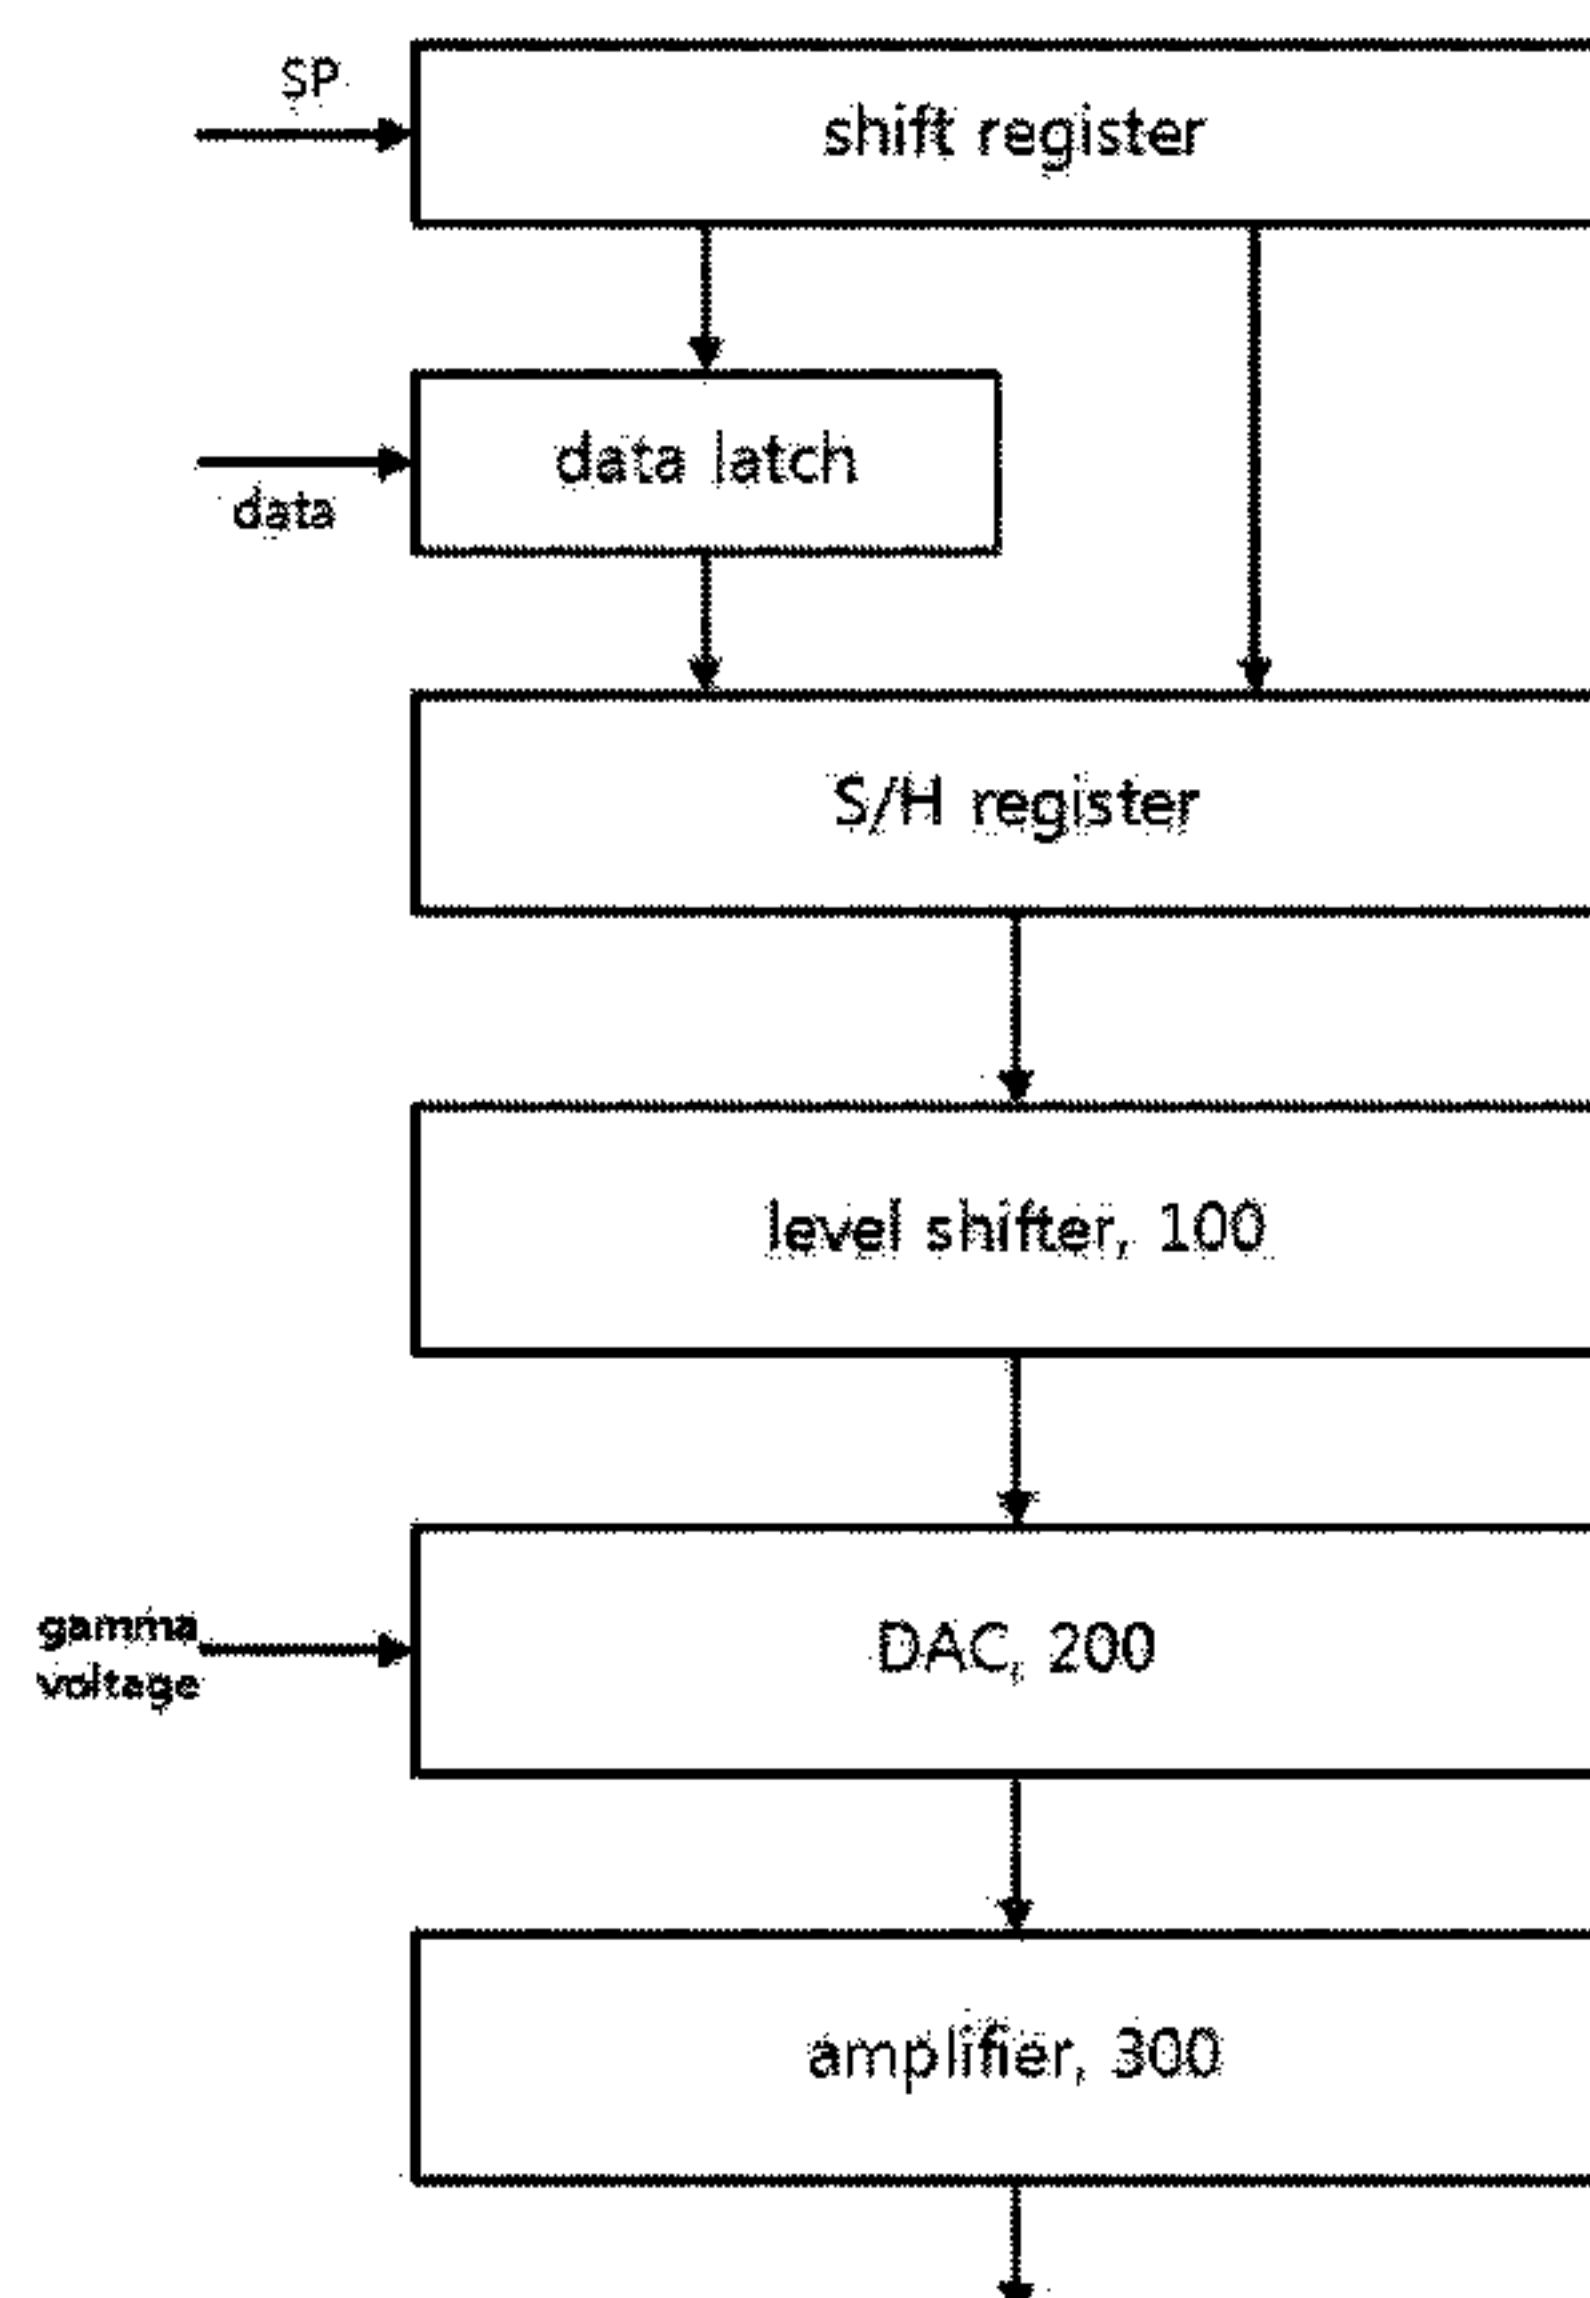 SP
shift register
data latch
data
S/H register
level shifter, 100
gamma
voltage
DAC, 200
amplifier, 300